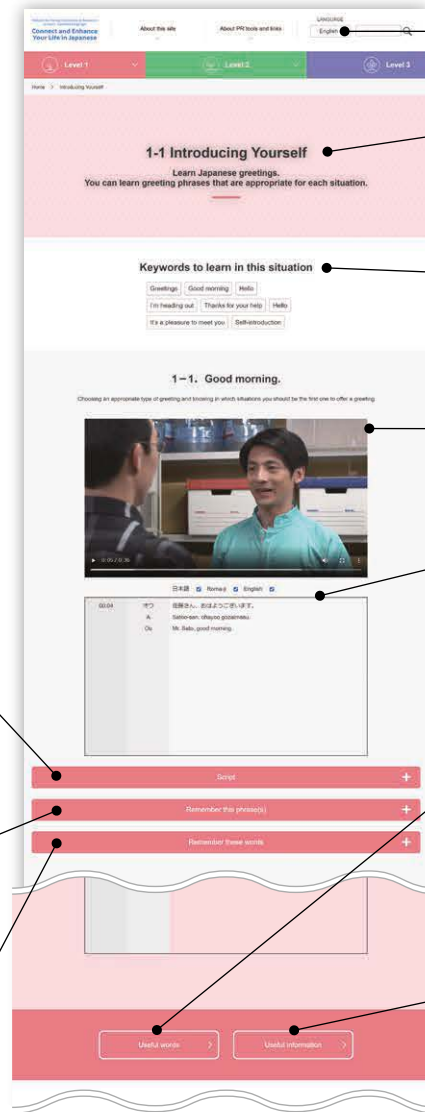 Connect and Enhance
Your Life in Japanese
About this site
About PR tools and links
LANGUAGE
English
Level 1
Level 2
Level 3
Home > Introducing Yourself
1-1 Introducing Yourself
Learn Japanese greetings.
You can learn greeting phrases that are appropriate for each situation.
Keywords to learn in this situation
Greetings Good morning Hello
I'm heading out Thanks for your help Hello
It's a pleasure to meet you Self-introduction
1−1. Good morning.
Choosing an appropriate type of greeting and knowing in which situations you should be the first one to offer a greeting.
0:05 / 0:36
日本語 Romaji English
00:04 オウ 佐藤さん、おはようございます。
Satoo-san, ohayoo gozaimasu.
Ou Mr. Sato, good morning.
Script +
Remember this phrase(s) +
Remember these words +
Useful words >
Useful information >